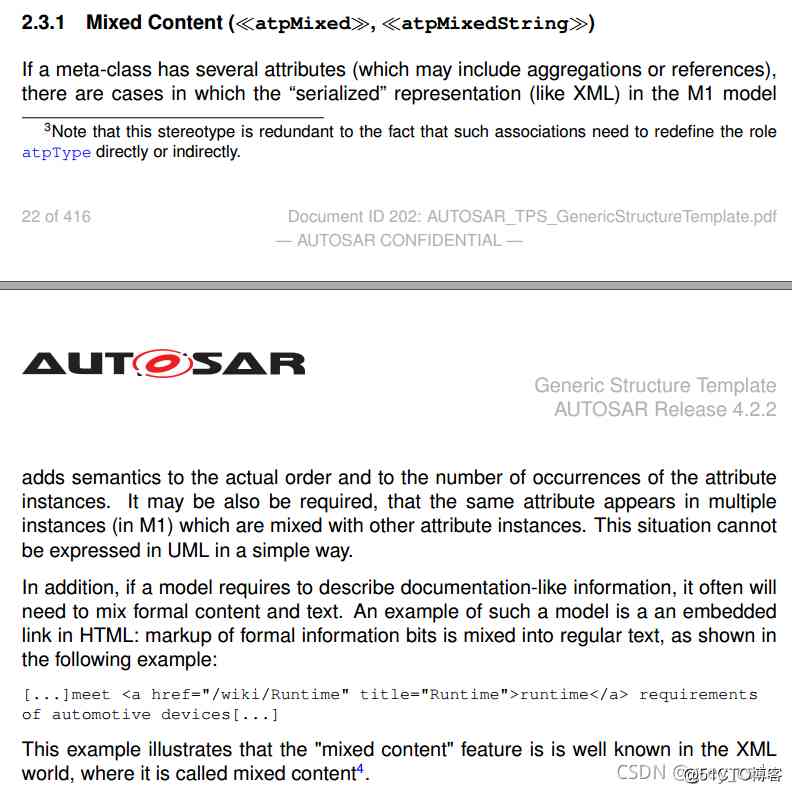 2.3.1 Mixed Content (≪atpMixed≫, ≪atpMixedString≫)
If a meta-class has several attributes (which may include aggregations or references),
there are cases in which the “serialized” representation (like XML) in the M1 model
3Note that this stereotype is redundant to the fact that such associations need to redefine the role
atpType directly or indirectly.
22 of 416 Document ID 202: AUTOSAR_TPS_GenericStructureTemplate.pdf
— AUTOSAR CONFIDENTIAL —
AUTOSAR
Generic Structure Template
AUTOSAR Release 4.2.2
adds semantics to the actual order and to the number of occurrences of the attribute
instances. It may be also be required, that the same attribute appears in multiple
instances (in M1) which are mixed with other attribute instances. This situation cannot
be expressed in UML in a simple way.
In addition, if a model requires to describe documentation-like information, it often will
need to mix formal content and text. An example of such a model is a an embedded
link in HTML: markup of formal information bits is mixed into regular text, as shown in
the following example:
[...]meet <a href="/wiki/Runtime" title="Runtime">runtime</a> requirements
of automotive devices[...]
This example illustrates that the "mixed content" feature is is well known in the XML
world, where it is called mixed content4.
CSDN @51CTO博客